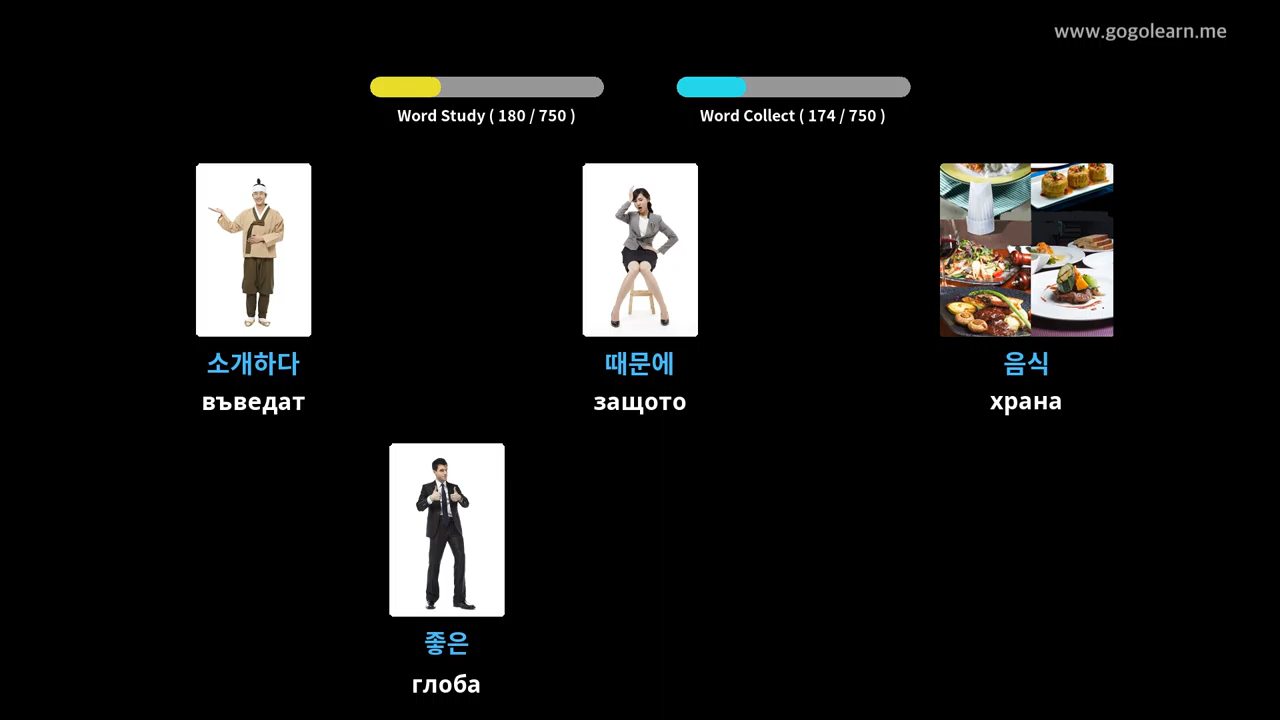 www.gogolearn.me
Word Study ( 180 / 750 )
Word Collect ( 174 / 750 )
소개하다
въведат
때문에
защото
음식
храна
좋은
глоба